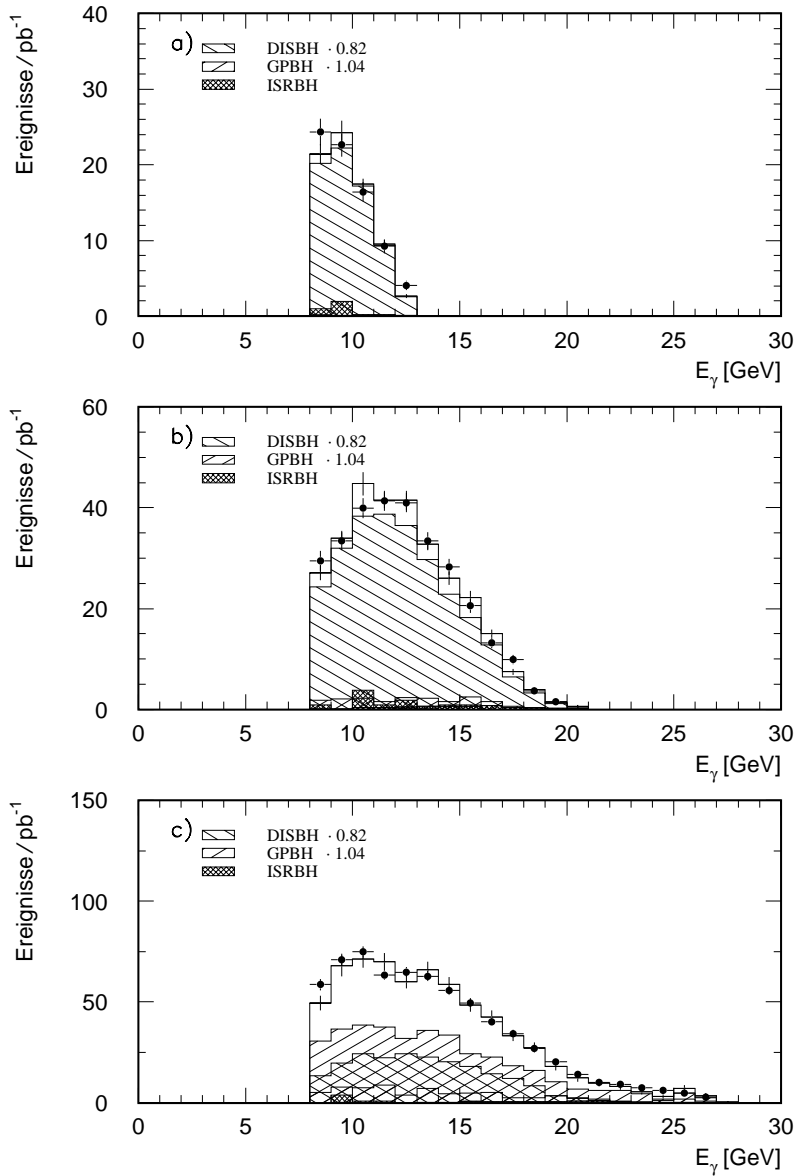 40
a)
DISBH · 0.82
GPBH · 1.04
ISRBH
30
20
10
0
Ereignisse / pb⁻¹
0 5 10 15 20 25 30
E_γ [GeV]
60
b)
DISBH · 0.82
GPBH · 1.04
ISRBH
40
20
0
Ereignisse / pb⁻¹
0 5 10 15 20 25 30
E_γ [GeV]
150
c)
DISBH · 0.82
GPBH · 1.04
ISRBH
100
50
0
Ereignisse / pb⁻¹
0 5 10 15 20 25 30
E_γ [GeV]